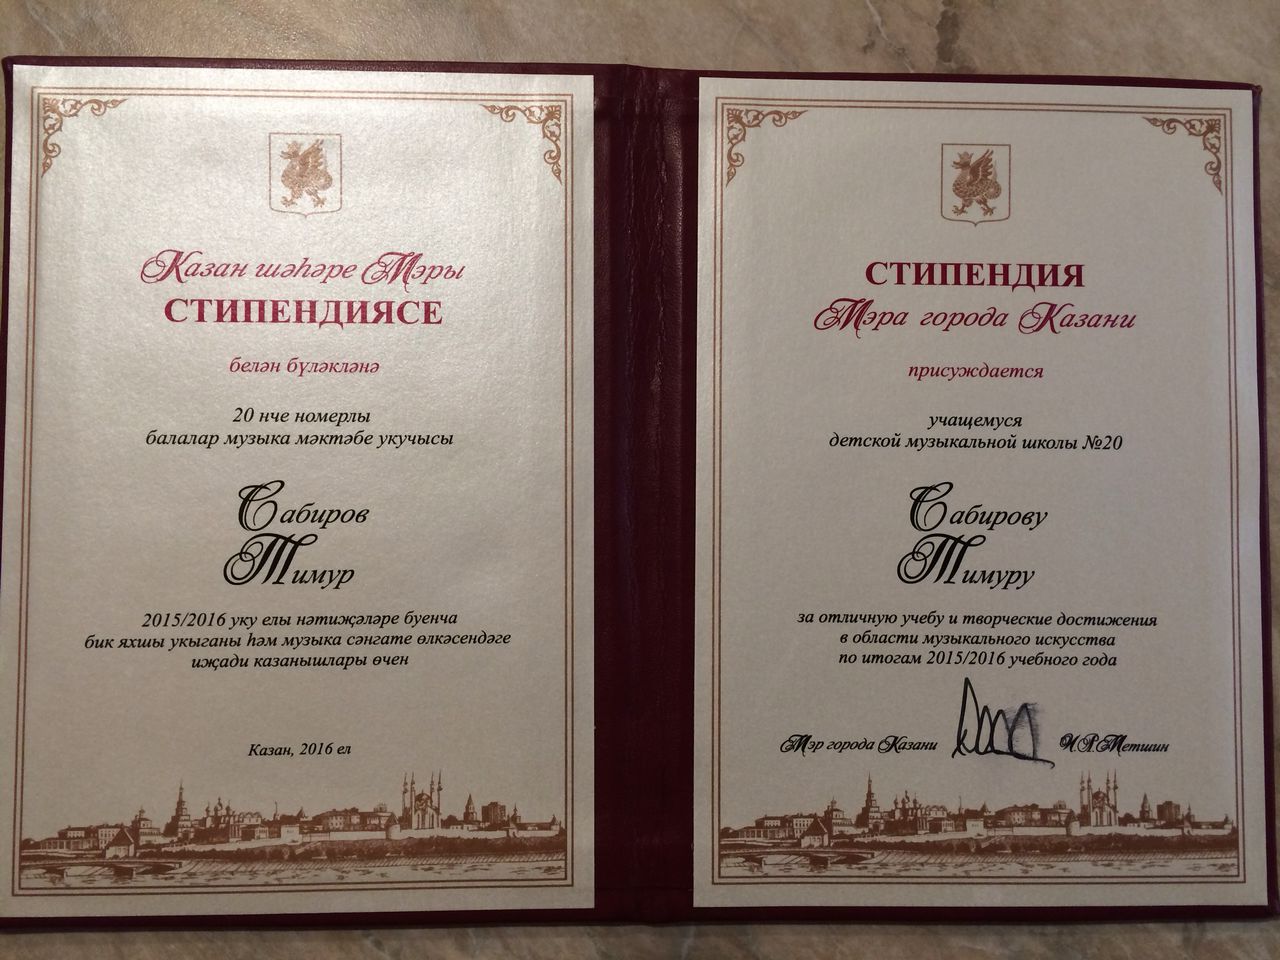 Казан шәһәре Мэры
СТИПЕНДИЯСЕ
белән бүләкләнә
20 нче номерлы
балалар музыка мәктәбе укучысы
Сабиров
Тимур
2015/2016 уку елы нәтиҗәләре буенча
бик яхшы укыганы һәм музыка сәнгате өлкәсендәге
иҗади казанышлары өчен
Казан, 2016 ел
СТИПЕНДИЯ
Мэра города Казани
присуждается
учащемуся
детской музыкальной школы №20
Сабирову
Тимуру
за отличную учебу и творческие достижения
в области музыкального искусства
по итогам 2015/2016 учебного года
Мэр города Казани И.Р.Метшин